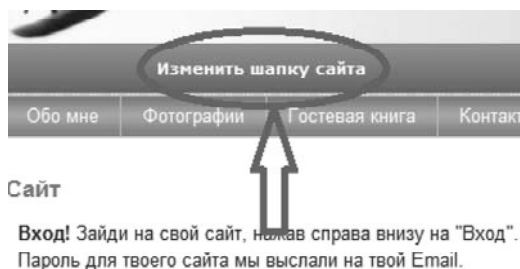 Изменить шапку сайта
Обо мне Фотографии Гостевая книга Контакт
Сайт
Вход! Зайди на свой сайт, нажав справа внизу на "Вход".
Пароль для твоего сайта мы выслали на твой Email.